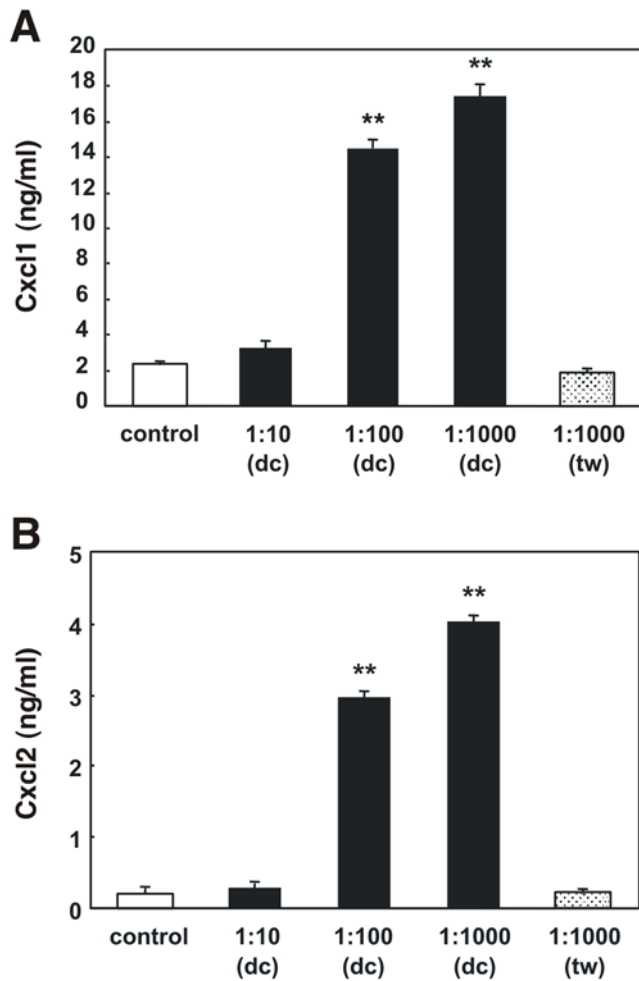 A
Cxcl1 (ng/ml)
20
18
16
14
12
10
8
6
4
2
0
**
**
control 1:10 1:100 1:1000 1:1000
(dc) (dc) (dc) (tw)
B
Cxcl2 (ng/ml)
5
4
3
2
1
0
**
**
control 1:10 1:100 1:1000 1:1000
(dc) (dc) (dc) (tw)